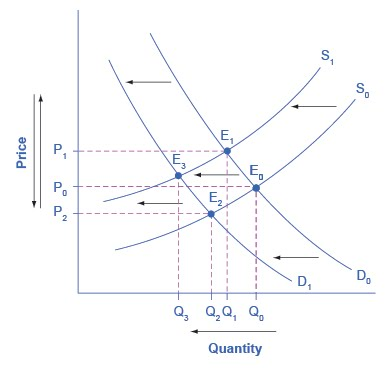 S₁
S₀
Price
P₁
E₁
E₃
E₀
P₀
E₂
P₂
D₁
D₀
Q₃
Q₂
Q₁
Q₀
Quantity